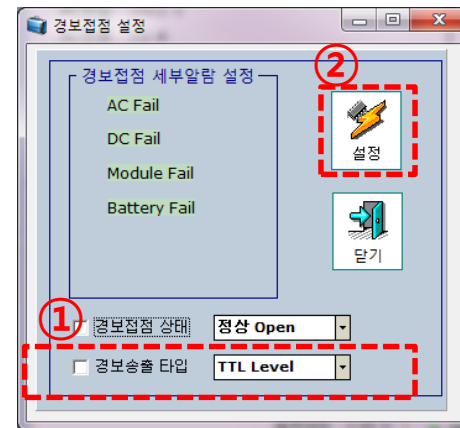 경보접점 설정
경보접점 세부알람 설정
②
AC Fail
DC Fail
설정
Module Fail
Battery Fail
닫기
①
경보접점 상태 정상 Open
경보송출 타입 TTL Level